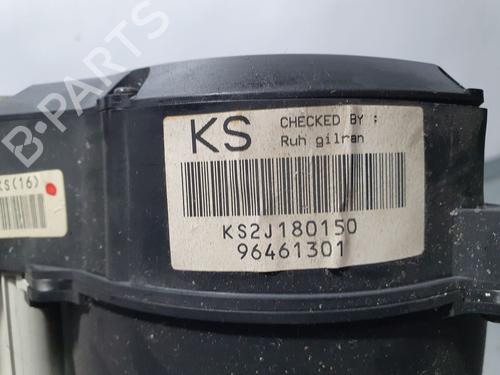 B-PARTS
KS
CHECKED BY :
Ruh gilran
KS(16)
KS2J180150
96461301